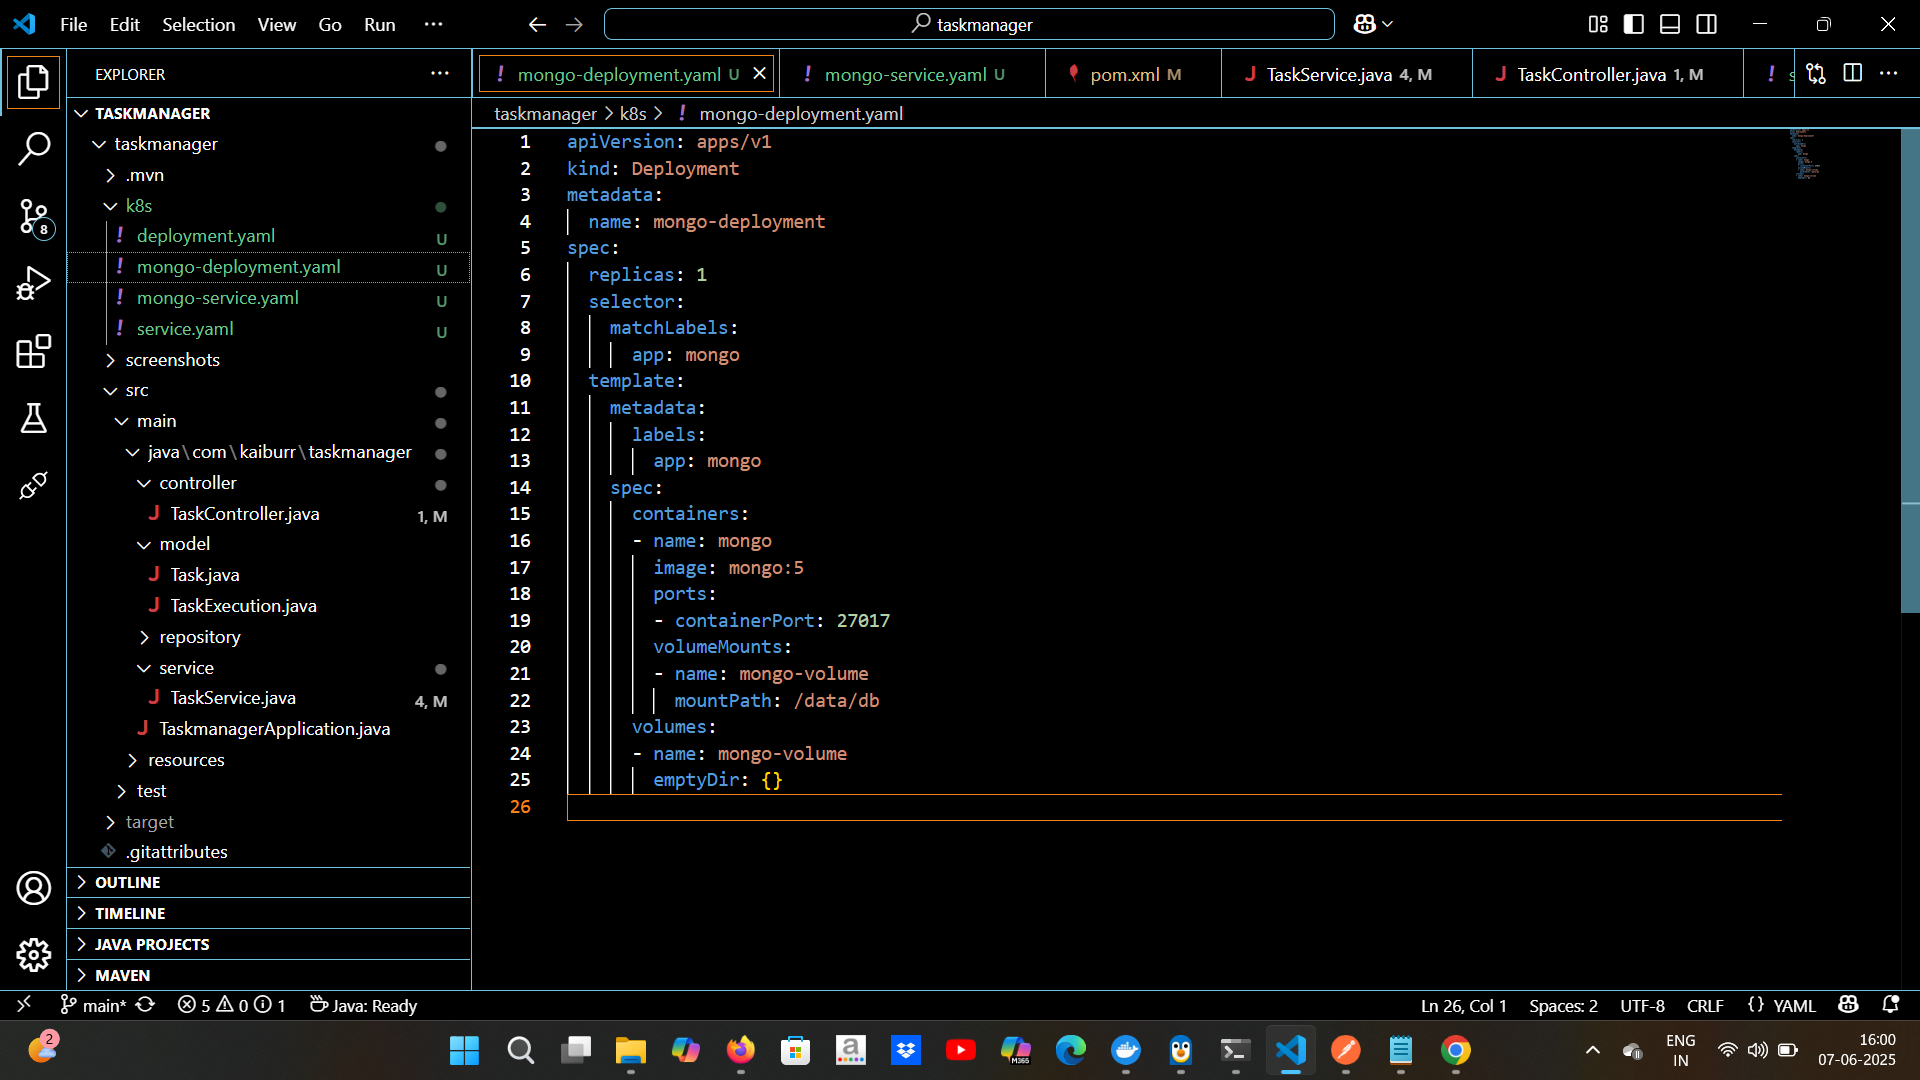 File Edit Selection View Go Run ···
taskmanager
EXPLORER ···
TASKMANAGER
taskmanager
.mvn
k8s
! deployment.yaml U
! mongo-deployment.yaml U
! mongo-service.yaml U
! service.yaml U
screenshots
src
main
java\com\kaiburr\taskmanager
controller
J TaskController.java 1, M
model
J Task.java
J TaskExecution.java
repository
service
J TaskService.java 4, M
J TaskmanagerApplication.java
resources
test
target
.gitattributes
OUTLINE
TIMELINE
JAVA PROJECTS
MAVEN
8
! mongo-deployment.yaml U
! mongo-service.yaml U
pom.xml M
J TaskService.java 4, M
J TaskController.java 1, M
! s
taskmanager > k8s > ! mongo-deployment.yaml
1 apiVersion: apps/v1
2 kind: Deployment
3 metadata:
4 name: mongo-deployment
5 spec:
6 replicas: 1
7 selector:
8 matchLabels:
9 app: mongo
10 template:
11 metadata:
12 labels:
13 app: mongo
14 spec:
15 containers:
16 - name: mongo
17 image: mongo:5
18 ports:
19 - containerPort: 27017
20 volumeMounts:
21 - name: mongo-volume
22 mountPath: /data/db
23 volumes:
24 - name: mongo-volume
25 emptyDir: {}
26
main* 5 0 1 Java: Ready
Ln 26, Col 1 Spaces: 2 UTF-8 CRLF {} YAML
2
a
M365
ENG
IN
16:00
07-06-2025